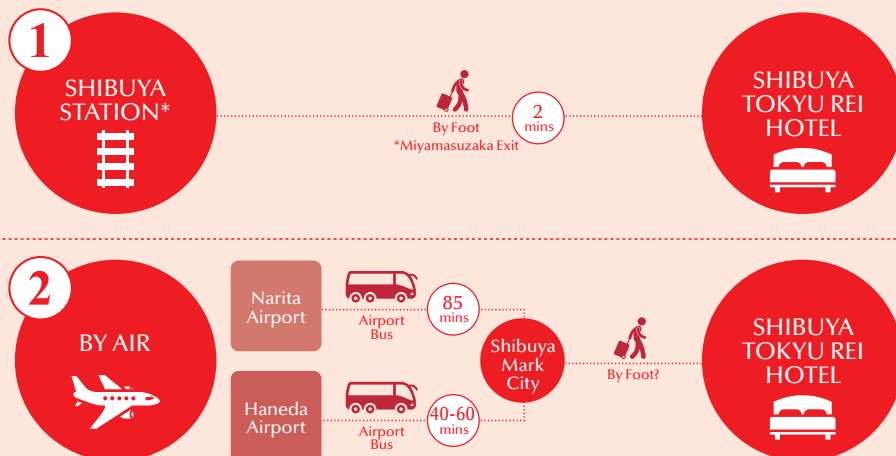 1
SHIBUYA
STATION*
By Foot
*Miyamasuzaka Exit
2
mins
SHIBUYA
TOKYU REI
HOTEL
2
BY AIR
Narita
Airport
Airport
Bus
85
mins
Haneda
Airport
Airport
Bus
40-60
mins
Shibuya
Mark
City
By Foot?
SHIBUYA
TOKYU REI
HOTEL